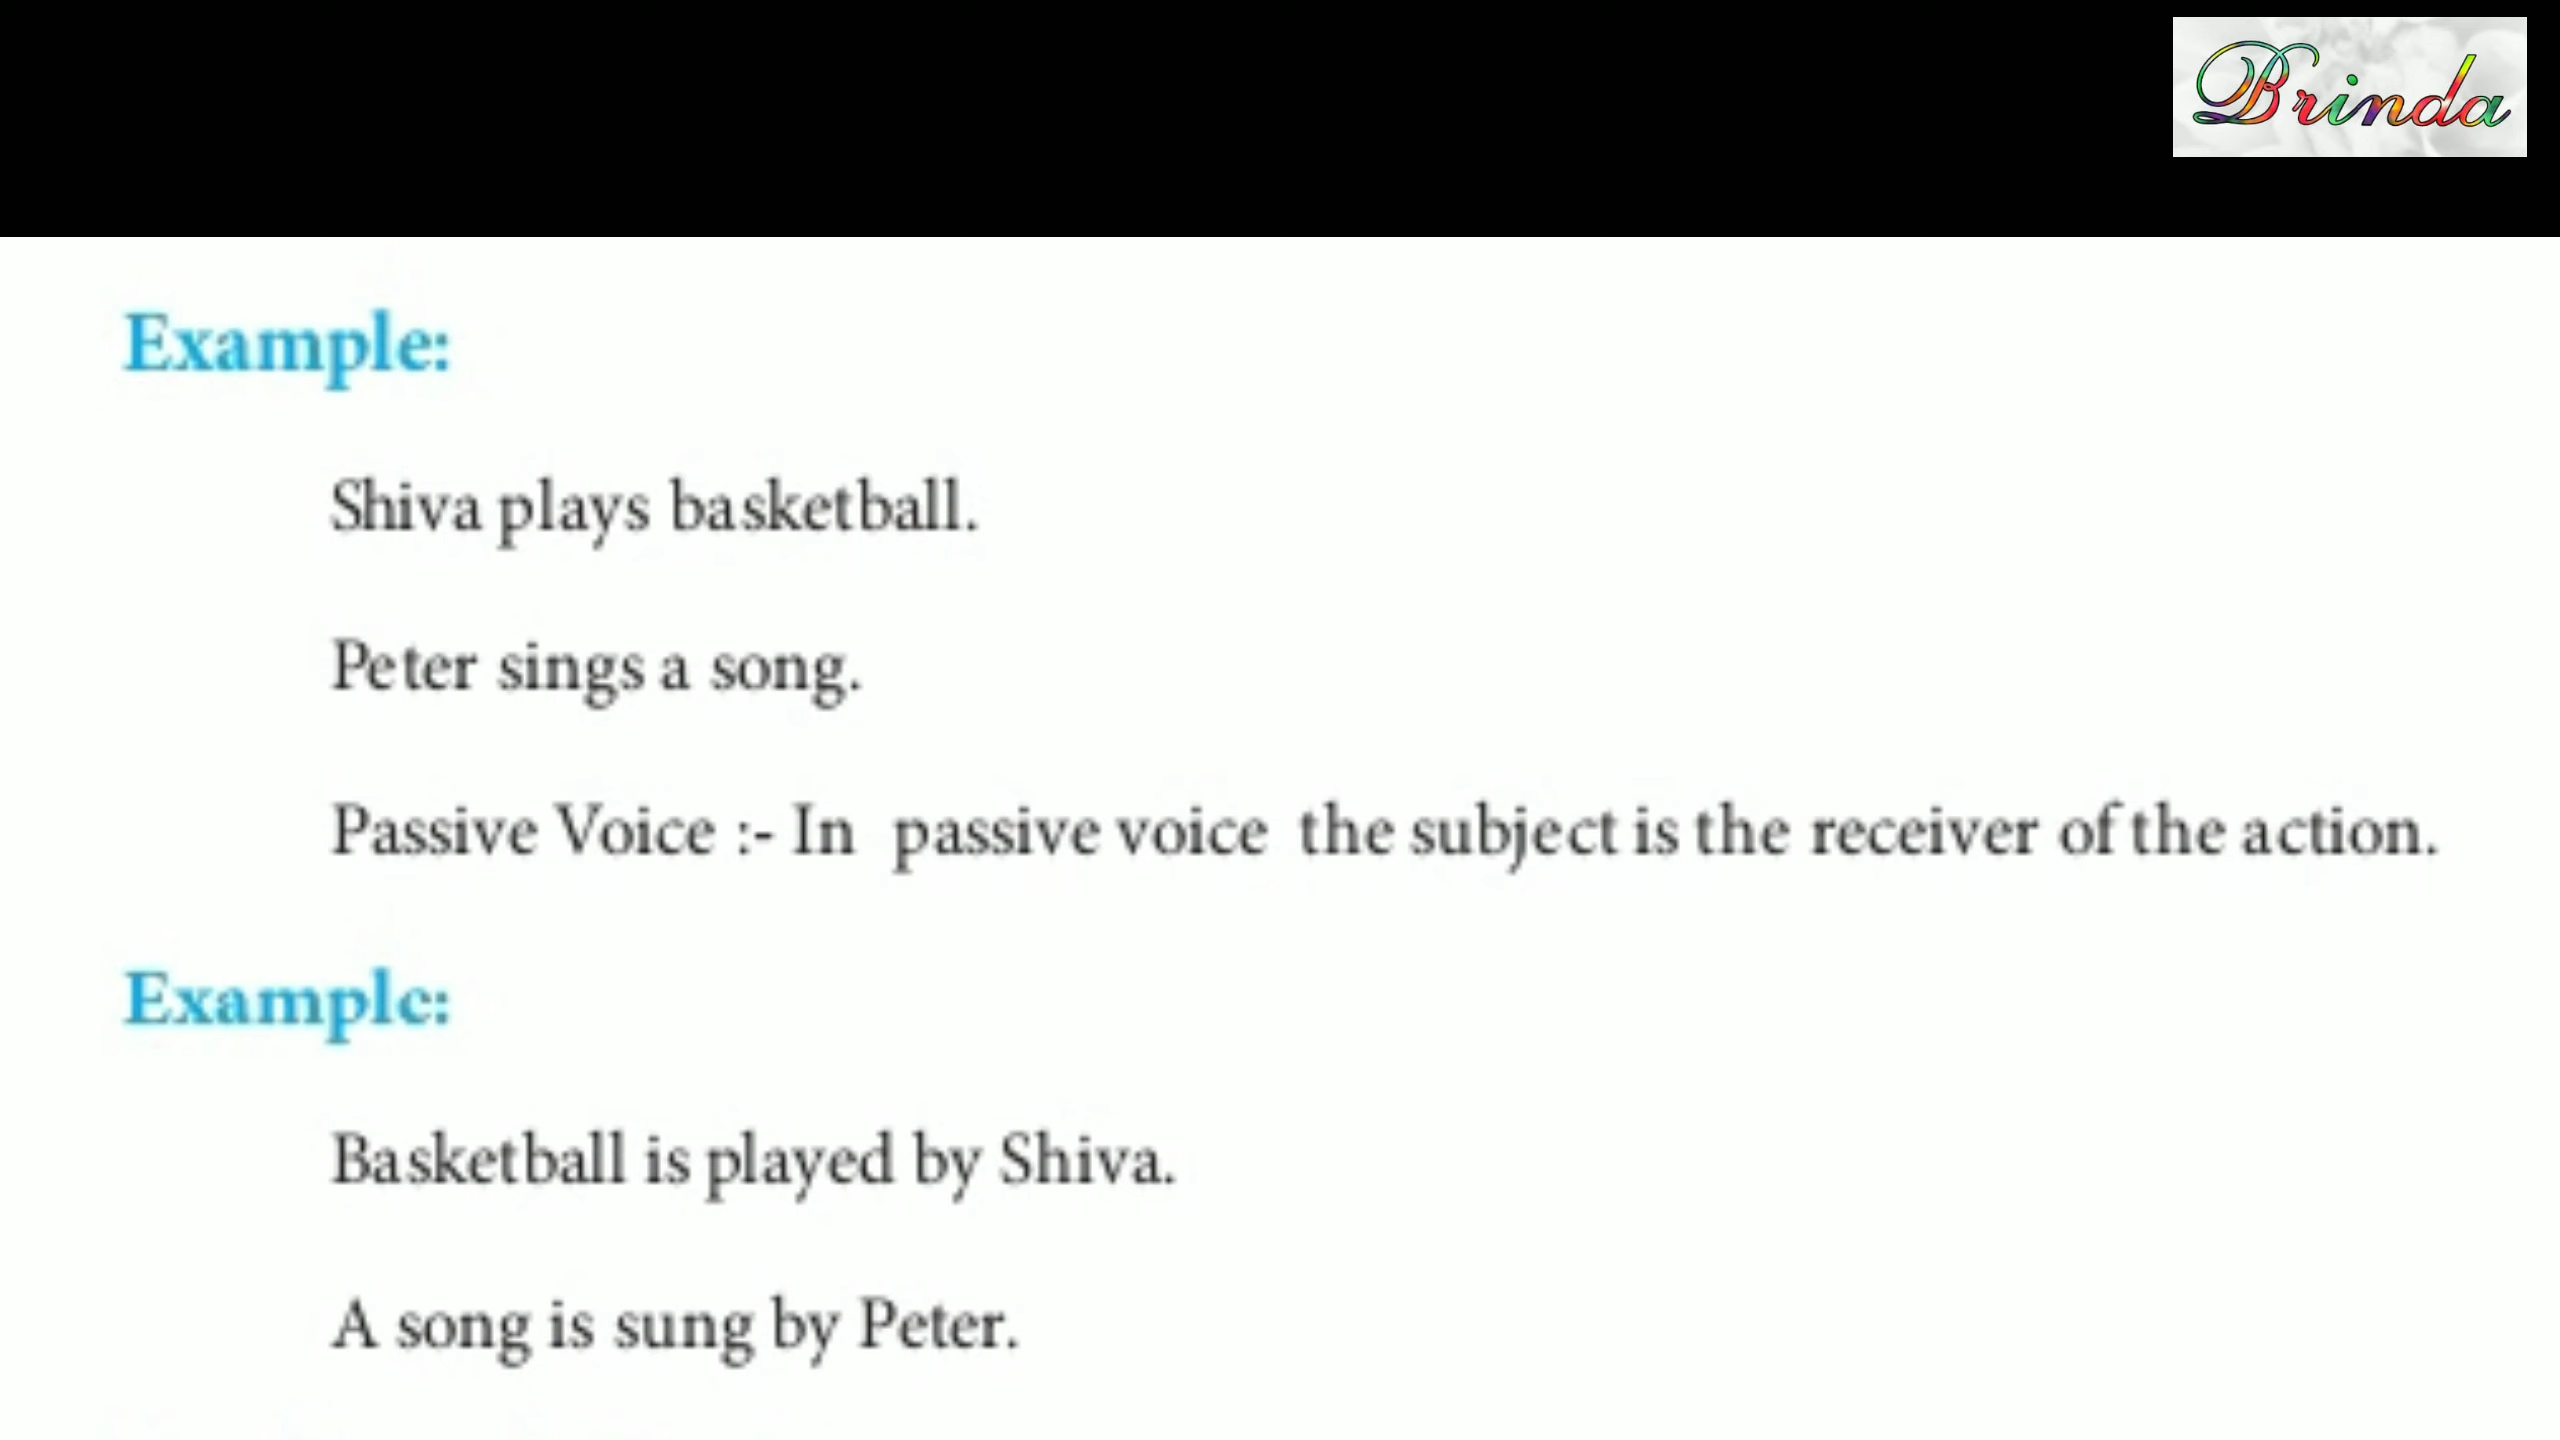 Brinda
Example:
Shiva plays basketball.
Peter sings a song.
Passive Voice :- In passive voice the subject is the receiver of the action.
Example:
Basketball is played by Shiva.
A song is sung by Peter.